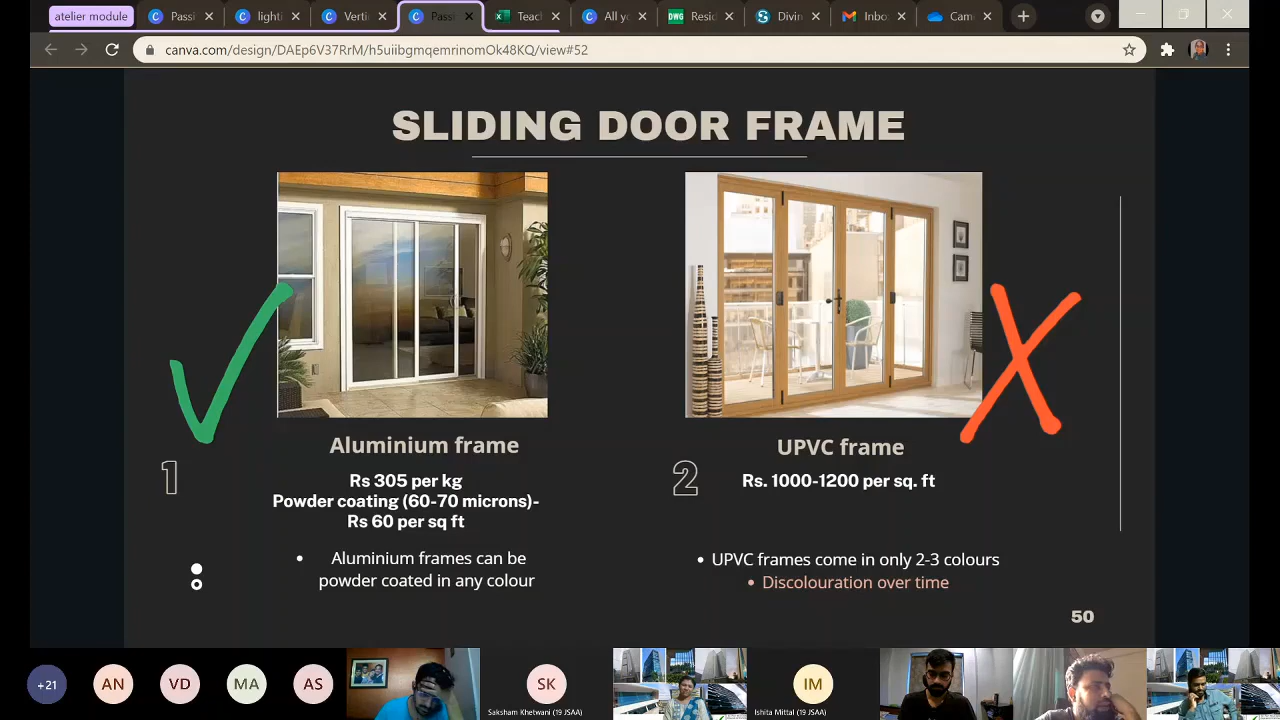 atelier module
Passi
lighti
Verti
Passi
Teach
All yo
DWG
Resid
Divin
Inbo
Cam
canva.com/design/DAEp6V37RrM/h5uiibgmqemrinomOk48KQ/view#52
SLIDING DOOR FRAME
Aluminium frame
1
Rs 305 per kg
Powder coating (60-70 microns)-
Rs 60 per sq ft
• Aluminium frames can be
powder coated in any colour
UPVC frame
2
Rs. 1000-1200 per sq. ft
• UPVC frames come in only 2-3 colours
• Discolouration over time
50
+21
AN
VD
MA
AS
SK
Saksham Khetwani (19 JSAA)
IM
Ishita Mittal (19 JSAA)